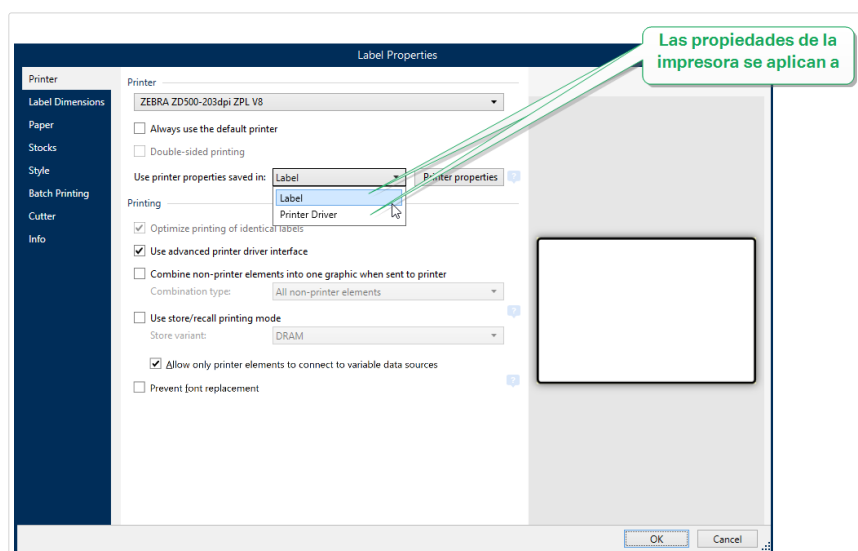 Las propiedades de la
impresora se aplican a
Label Properties
Printer
Label Dimensions
Paper
Stocks
Style
Batch Printing
Cutter
Info
Printer
ZEBRA ZD500-203dpi ZPL V8
Always use the default printer
Double-sided printing
Use printer properties saved in: Label Printer properties ?
Label
Printer Driver
Printing
Optimize printing of identical labels
Use advanced printer driver interface
Combine non-printer elements into one graphic when sent to printer
Combination type: All non-printer elements
?
Use store/recall printing mode
Store variant: DRAM
Allow only printer elements to connect to variable data sources
Prevent font replacement ?
OK Cancel